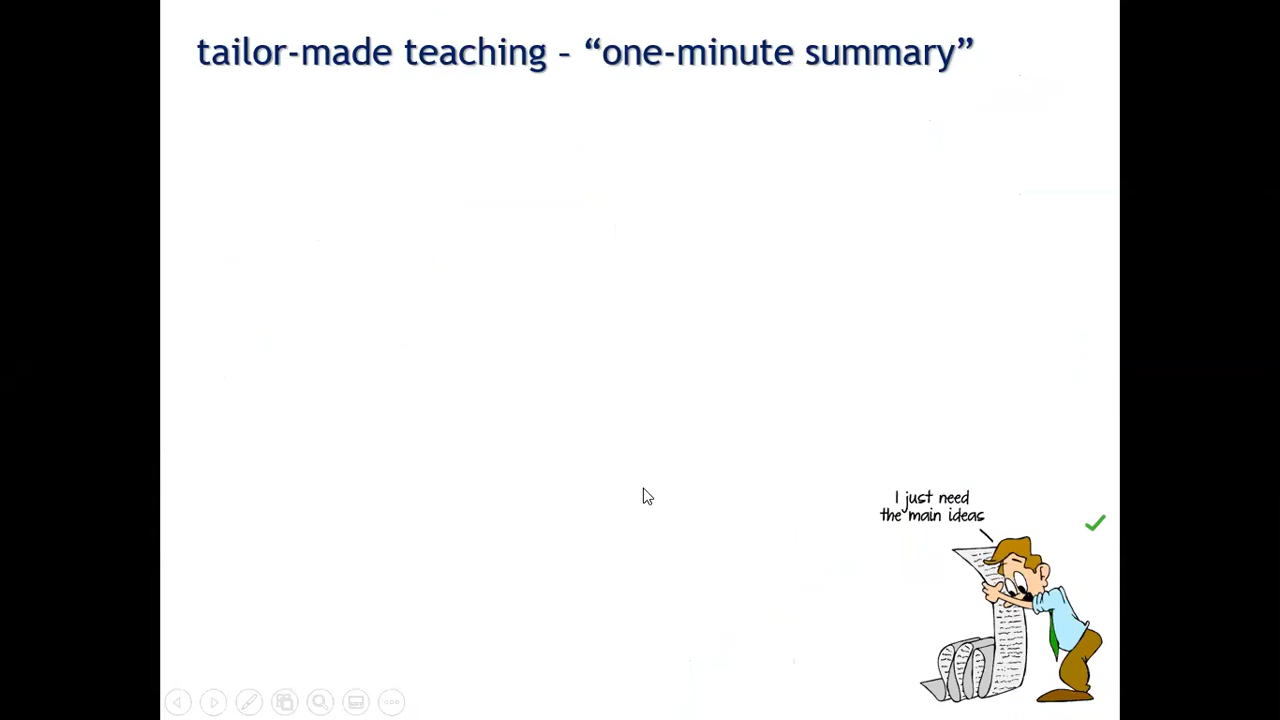 tailor-made teaching – “one-minute summary”
I just need
the main ideas